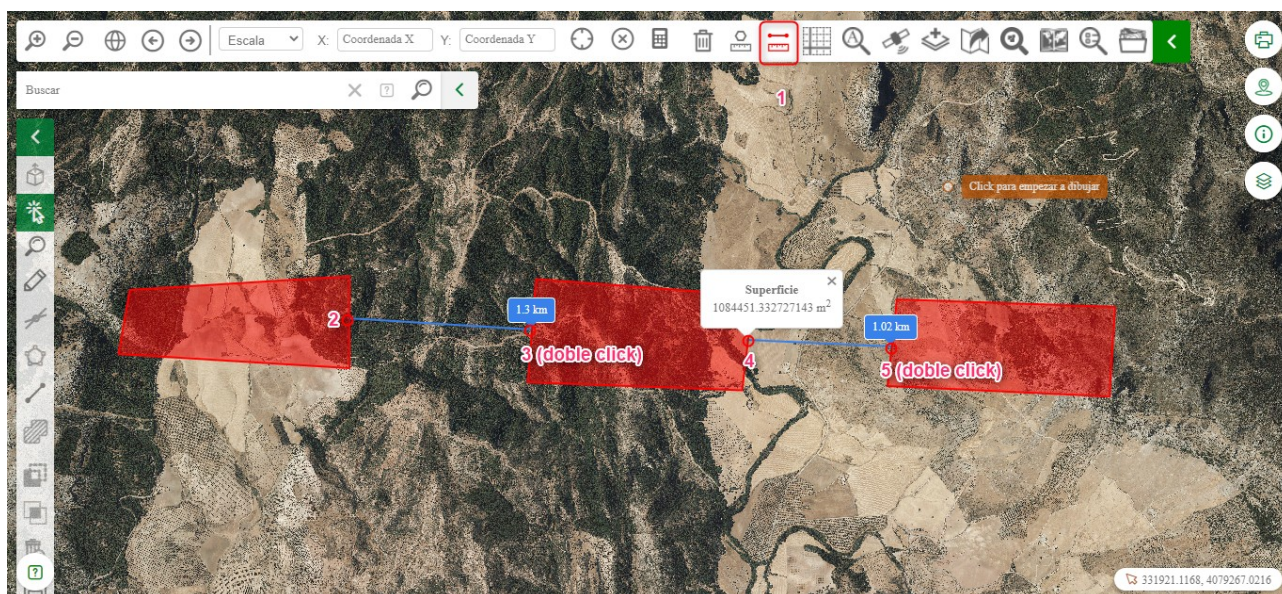 Escala
X:
Coordenada X
Y:
Coordenada Y
Buscar
1
Click para empezar a dibujar
Superficie
1084451.332727143 m²
1.3 km
1.02 km
2
3 (doble click)
4
5 (doble click)
331921.1168, 4079267.0216